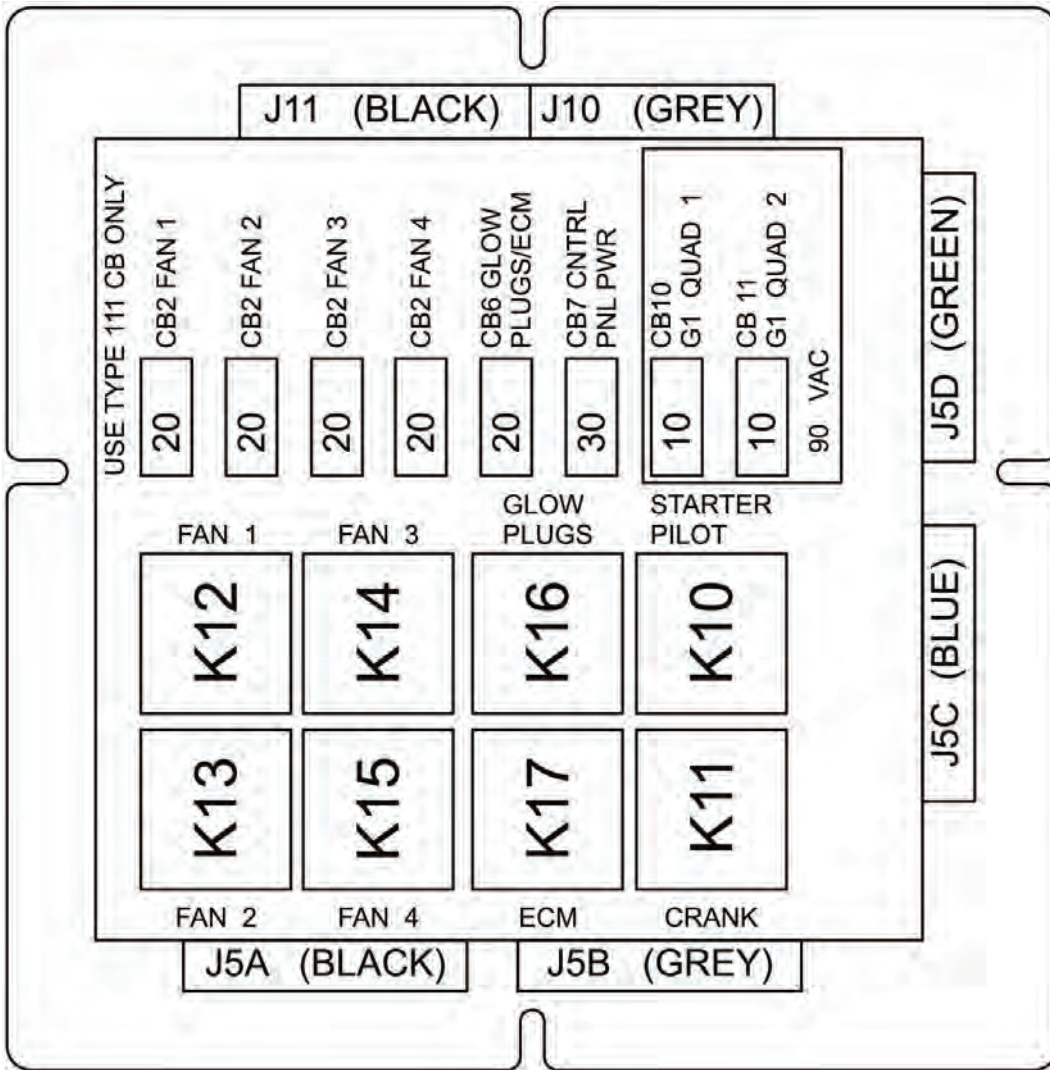 J11 (BLACK)
J10 (GREY)
USE TYPE 111 CB ONLY
CB2 FAN 1
20
CB2 FAN 2
20
CB2 FAN 3
20
CB2 FAN 4
20
CB6 GLOW
PLUGS/ECM
20
CB7 CNTRL
PNL PWR
30
CB10
G1 QUAD 1
10
CB 11
G1 QUAD 2
10
90 VAC
J5D (GREEN)
FAN 1
FAN 3
GLOW
PLUGS
STARTER
PILOT
K12
K14
K16
K10
J5C (BLUE)
K13
K15
K17
K11
FAN 2
FAN 4
ECM
CRANK
J5A (BLACK)
J5B (GREY)